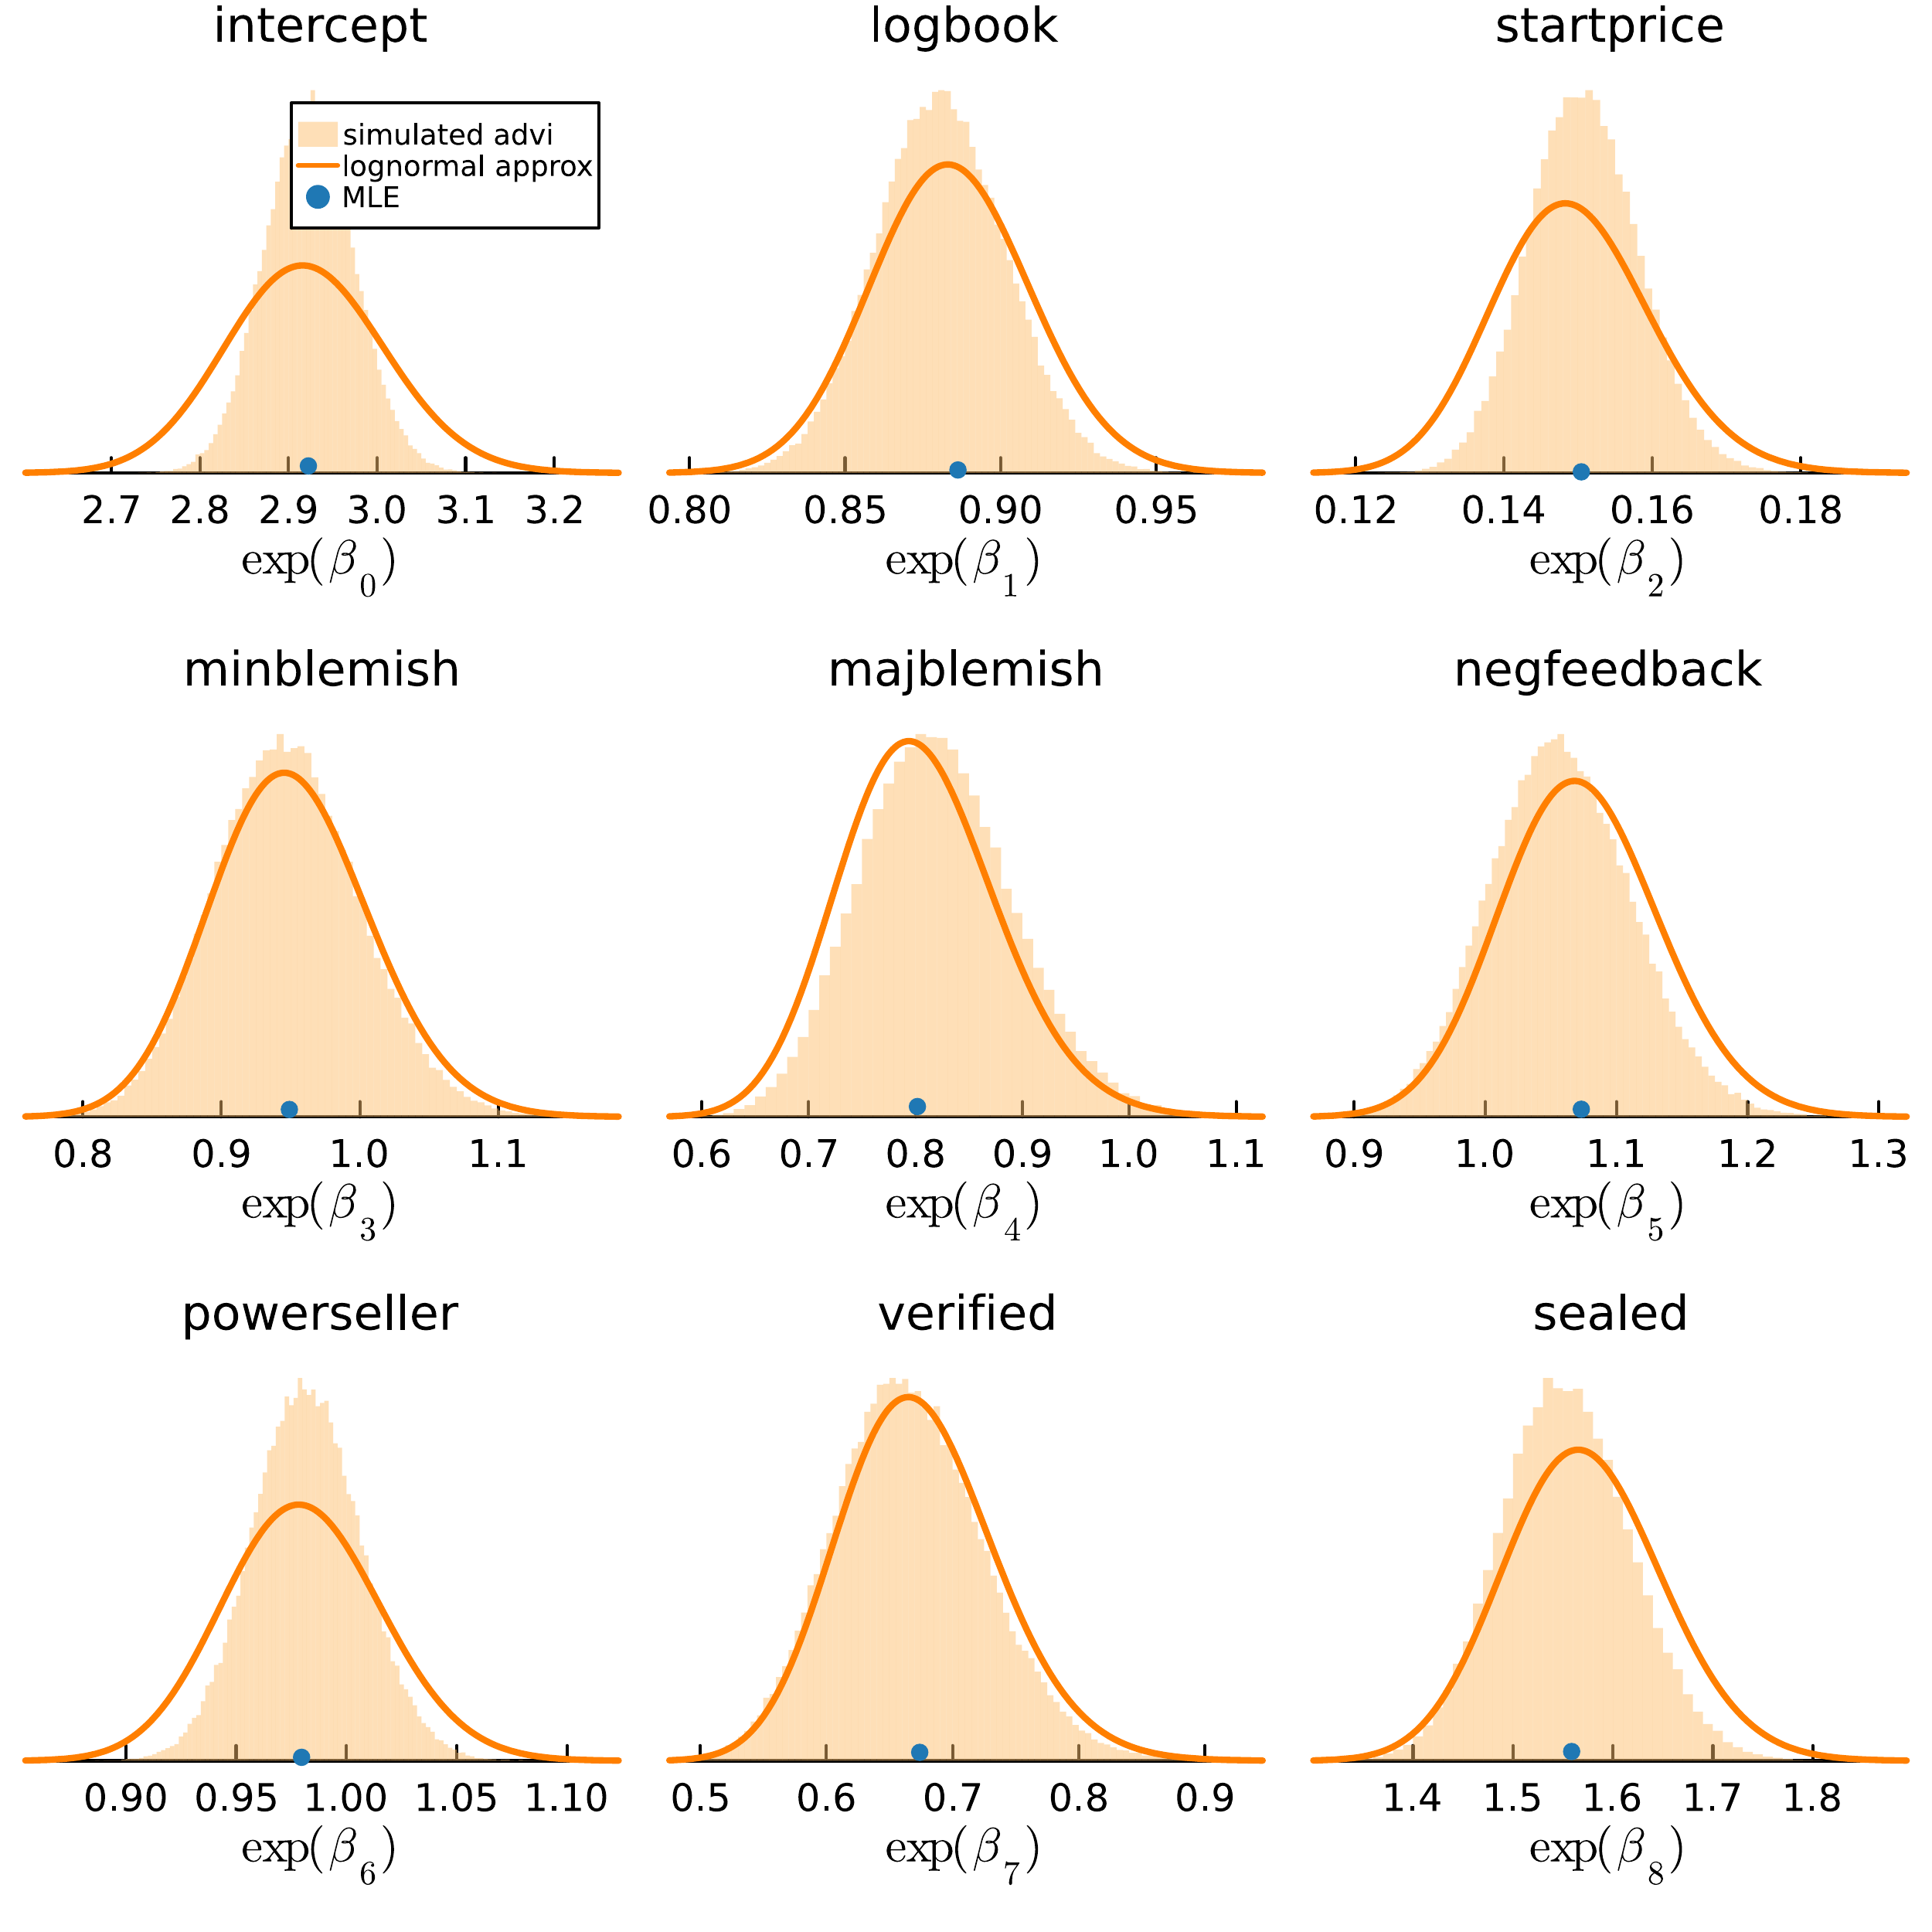 intercept
logbook
startprice
simulated advi
lognormal approx
MLE
2.7 2.8 2.9 3.0 3.1 3.2
exp(β₀)
0.80 0.85 0.90 0.95
exp(β₁)
0.12 0.14 0.16 0.18
exp(β₂)
minblemish
majblemish
negfeedback
0.8 0.9 1.0 1.1
exp(β₃)
0.6 0.7 0.8 0.9 1.0 1.1
exp(β₄)
0.9 1.0 1.1 1.2 1.3
exp(β₅)
powerseller
verified
sealed
0.90 0.95 1.00 1.05 1.10
exp(β₆)
0.5 0.6 0.7 0.8 0.9
exp(β₇)
1.4 1.5 1.6 1.7 1.8
exp(β₈)